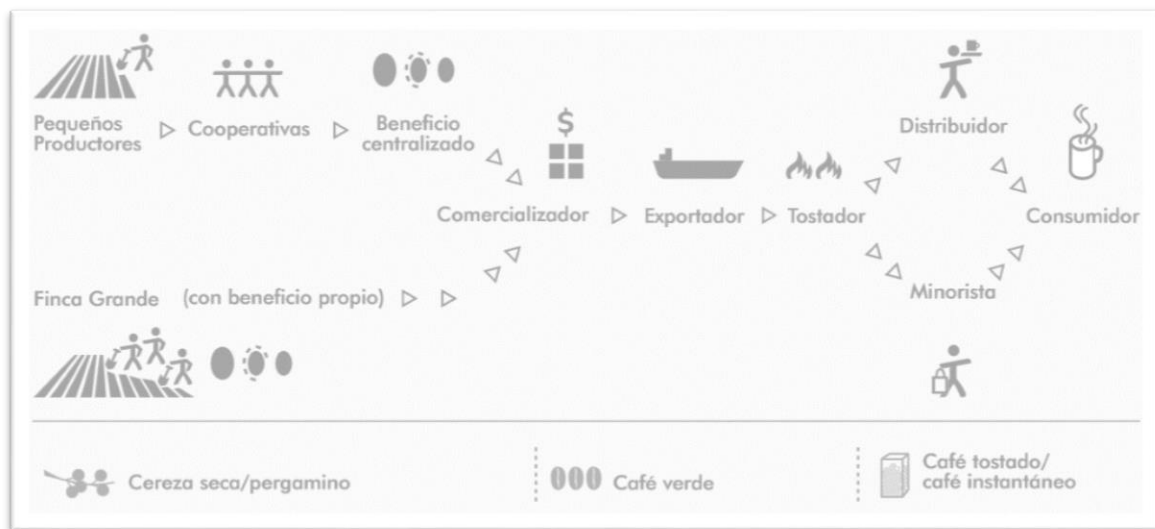 Pequeños
Productores
Cooperativas
Beneficio
centralizado
$
Comercializador
Exportador
Tostador
Distribuidor
Minorista
Consumidor
Finca Grande (con beneficio propio)
Cereza seca/pergamino
Café verde
Café tostado/
café instantáneo